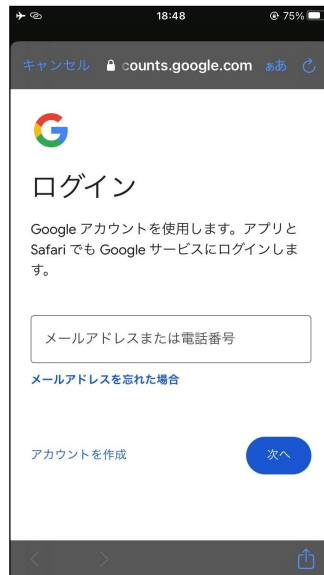 18:48
75%
キャンセル counts.google.com ぁあ
G
ログイン
Google アカウントを使用します。アプリと
Safari でも Google サービスにログインしま
す。
メールアドレスまたは電話番号
メールアドレスを忘れた場合
アカウントを作成 次へ